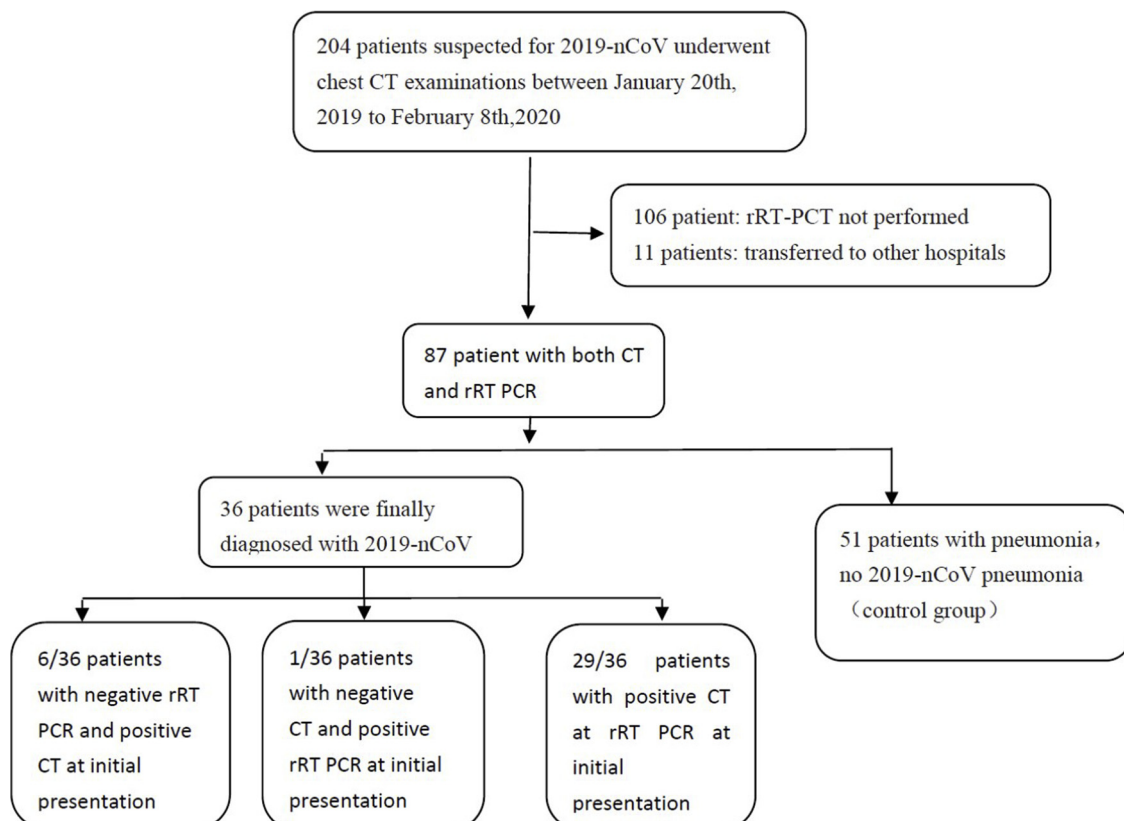 204 patients suspected for 2019-nCoV underwent
chest CT examinations between January 20th,
2019 to February 8th,2020
106 patient: rRT-PCT not performed
11 patients: transferred to other hospitals
87 patient with both CT
and rRT PCR
36 patients were finally
diagnosed with 2019-nCoV
51 patients with pneumonia，
no 2019-nCoV pneumonia
（control group）
6/36 patients
with negative rRT
PCR and positive
CT at initial
presentation
1/36 patients
with negative
CT and positive
rRT PCR at initial
presentation
29/36 patients
with positive CT
at rRT PCR at
initial
presentation